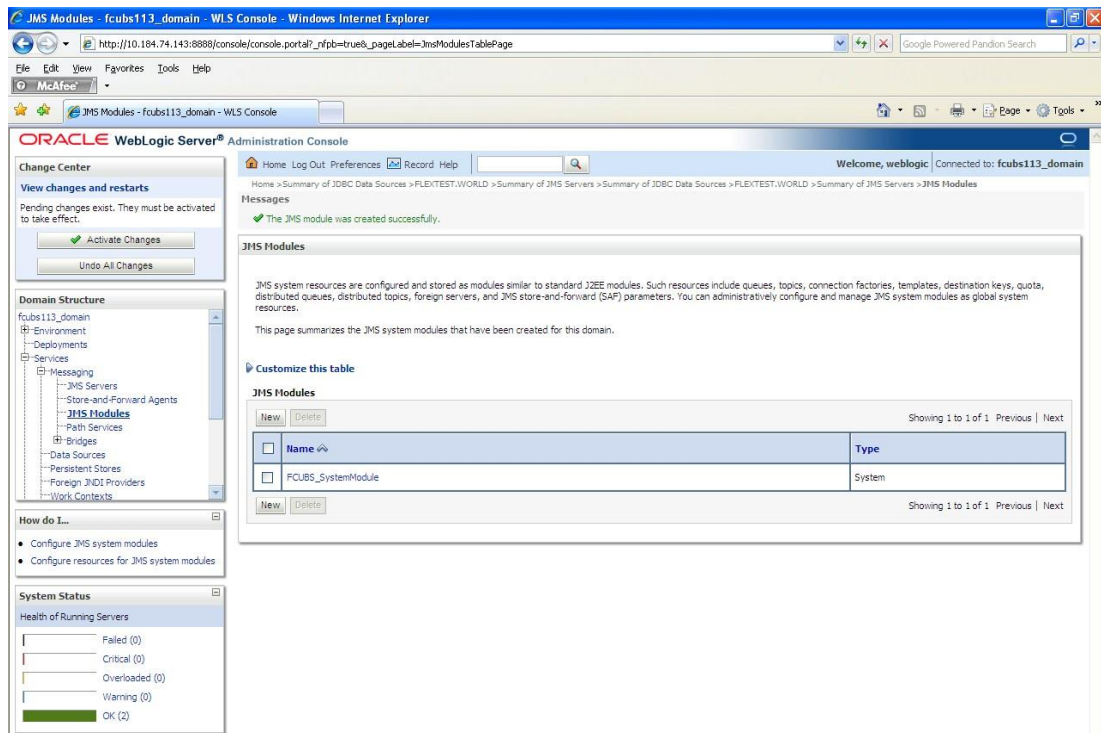 JMS Modules - fcubs113_domain - WLS Console - Windows Internet Explorer
http://10.184.74.143:8888/console/console.portal?_nfpb=true&_pageLabel=JmsModulesTablePage
Google Powered Pandion Search
File Edit View Favorites Tools Help
McAfee
JMS Modules - fcubs113_domain - WLS Console
Page Tools
ORACLE WebLogic Server® Administration Console
Change Center
View changes and restarts
Pending changes exist. They must be activated
to take effect.
Activate Changes
Undo All Changes
Domain Structure
fcubs113_domain
Environment
Deployments
Services
Messaging
JMS Servers
Store-and-Forward Agents
JMS Modules
Path Services
Bridges
Data Sources
Persistent Stores
Foreign JNDI Providers
Work Contexts
How do I...
Configure JMS system modules
Configure resources for JMS system modules
System Status
Health of Running Servers
Failed (0)
Critical (0)
Overloaded (0)
Warning (0)
OK (2)
Home Log Out Preferences Record Help
Welcome, weblogic Connected to: fcubs113_domain
Home >Summary of JDBC Data Sources >FLEXTEST.WORLD >Summary of JMS Servers >Summary of JDBC Data Sources >FLEXTEST.WORLD >Summary of JMS Servers >JMS Modules
Messages
The JMS module was created successfully.
JMS Modules
JMS system resources are configured and stored as modules similar to standard J2EE modules. Such resources include queues, topics, connection factories, templates, destination keys, quota,
distributed queues, distributed topics, foreign servers, and JMS store-and-forward (SAF) parameters. You can administratively configure and manage JMS system modules as global system
resources.
This page summarizes the JMS system modules that have been created for this domain.
Customize this table
JMS Modules
New Delete Showing 1 to 1 of 1 Previous | Next
Name Type
FCUBS_SystemModule System
New Delete Showing 1 to 1 of 1 Previous | Next